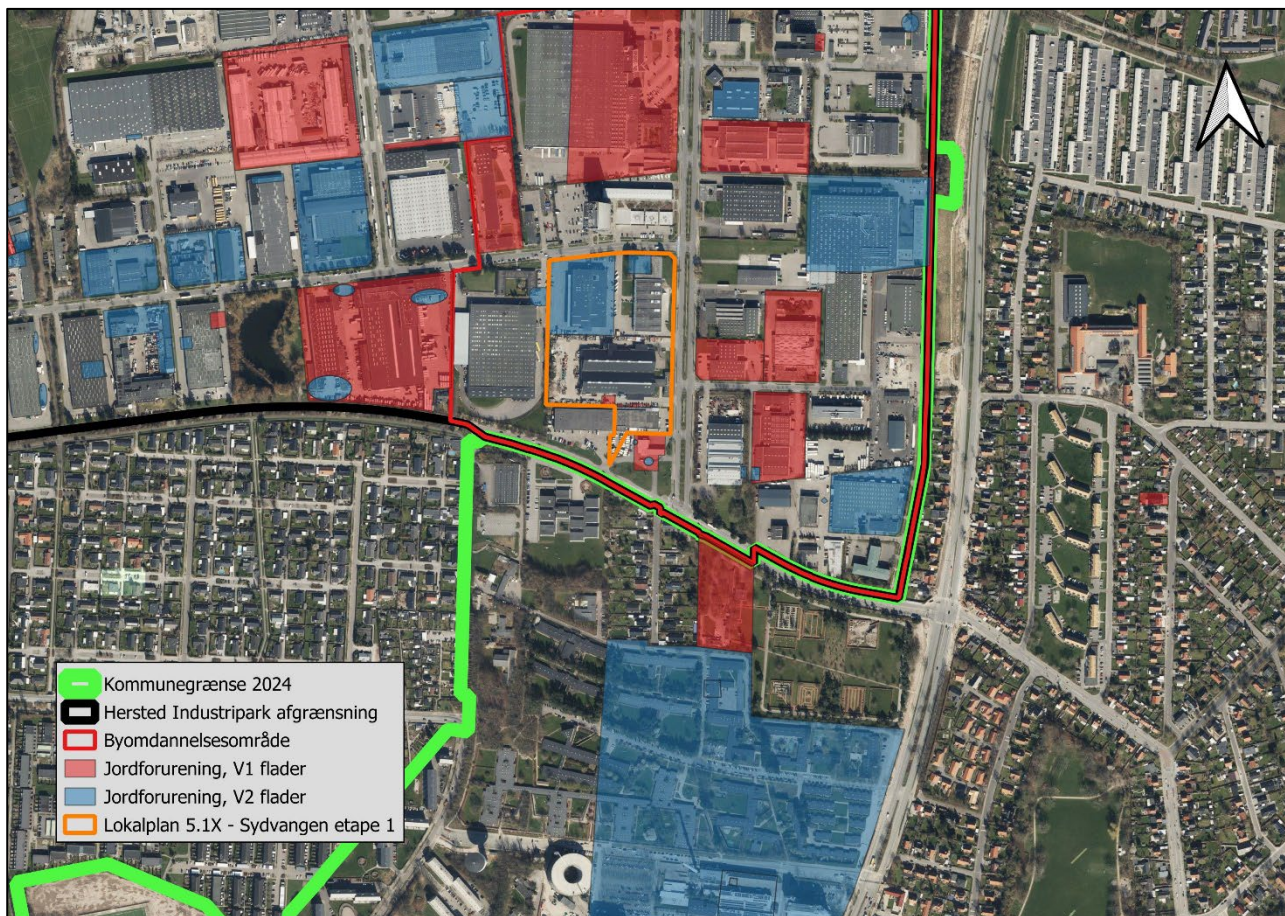 Kommunegrænse 2024
Hersted Industripark afgrænsning
Byomdannelsesområde
Jordforurening, V1 flader
Jordforurening, V2 flader
Lokalplan 5.1X - Sydvangen etape 1